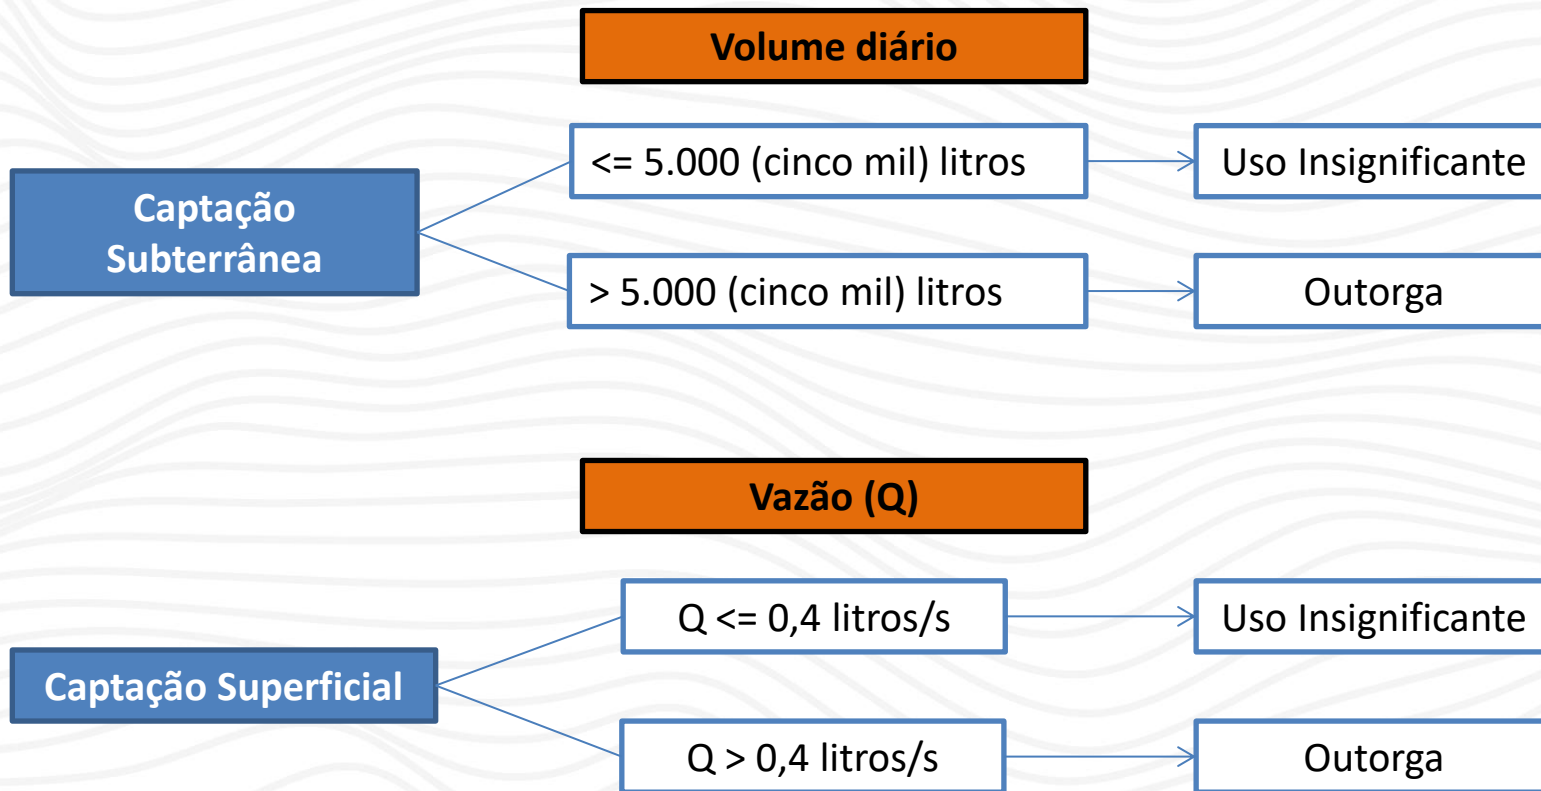 Volume diário
<= 5.000 (cinco mil) litros
Uso Insignificante
Captação
Subterrânea
> 5.000 (cinco mil) litros
Outorga
Vazão (Q)
Q <= 0,4 litros/s
Uso Insignificante
Captação Superficial
Q > 0,4 litros/s
Outorga